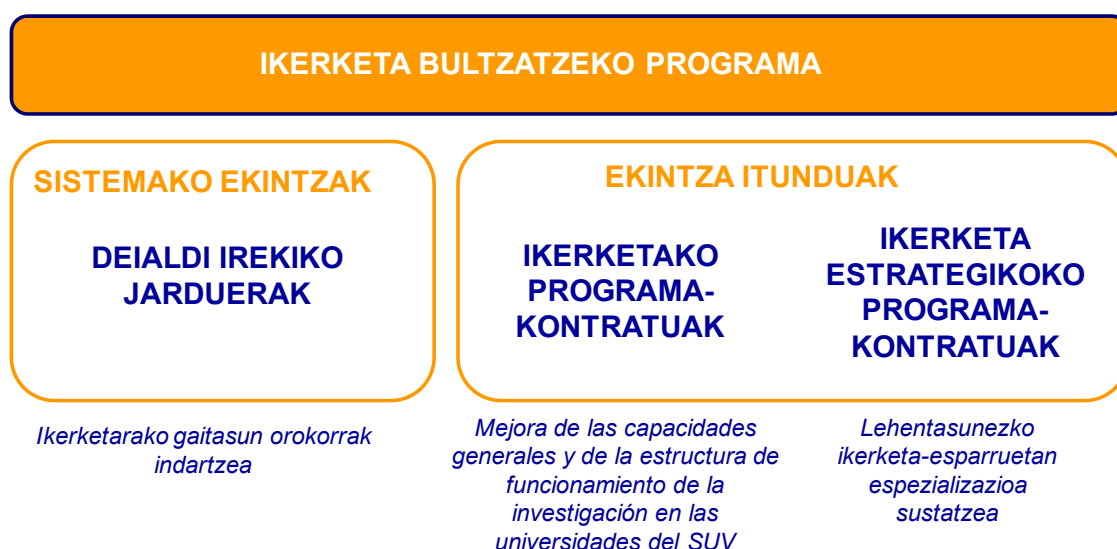 IKERKETA BULTZATZEKO PROGRAMA
SISTEMAKO EKINTZAK
DEIALDI IREKIKO
JARDUERAK
EKINTZA ITUNDUAK
IKERKETAKO
PROGRAMA-
KONTRATUAK
IKERKETA
ESTRATEGIKOKO
PROGRAMA-
KONTRATUAK
Ikerketarako gaitasun orokorrak
indartzea
Mejora de las capacidades
generales y de la estructura de
funcionamiento de la
investigación en las
universidades del SUV
Lehentasunezko
ikerketa-esparruetan
espezializazioa
sustatzea